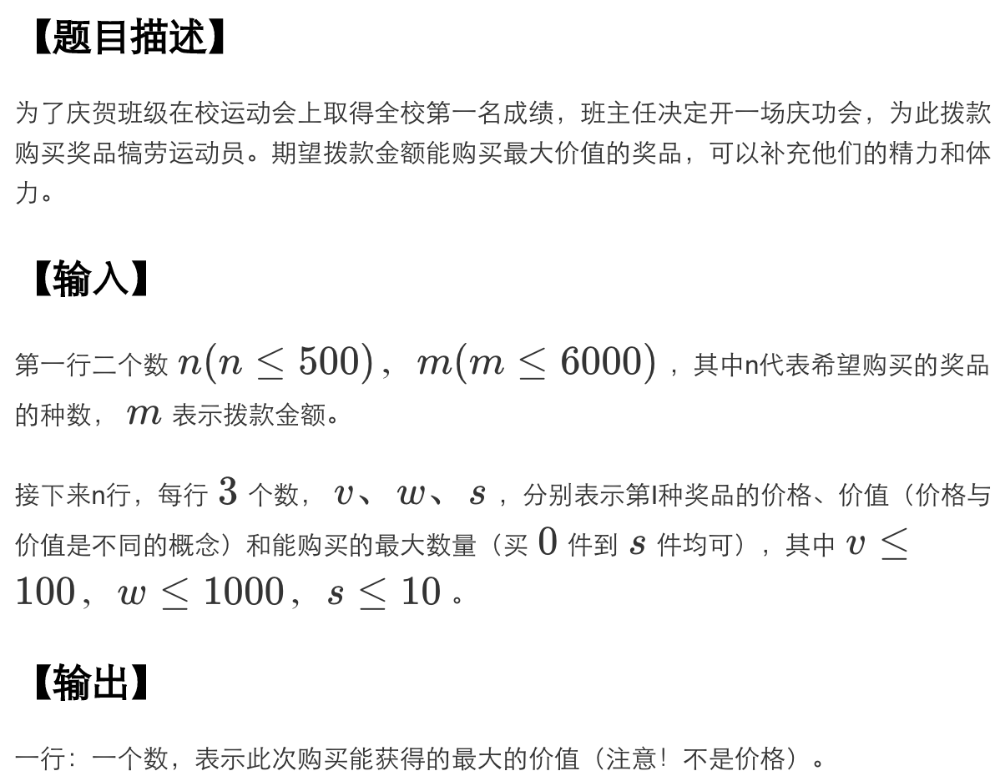 【题目描述】
为了庆贺班级在校运动会上取得全校第一名成绩，班主任决定开一场庆功会，为此拨款
购买奖品犒劳运动员。期望拨款金额能购买最大价值的奖品，可以补充他们的精力和体
力。
【输入】
第一行二个数 n(n ≤ 500)，m(m ≤ 6000) ，其中n代表希望购买的奖品
的种数， m 表示拨款金额。
接下来n行，每行 3 个数， v、w、s ，分别表示第I种奖品的价格、价值（价格与
价值是不同的概念）和能购买的最大数量（买 0 件到 s 件均可），其中 v ≤
100，w ≤ 1000，s ≤ 10 。
【输出】
一行：一个数，表示此次购买能获得的最大的价值（注意！不是价格）。